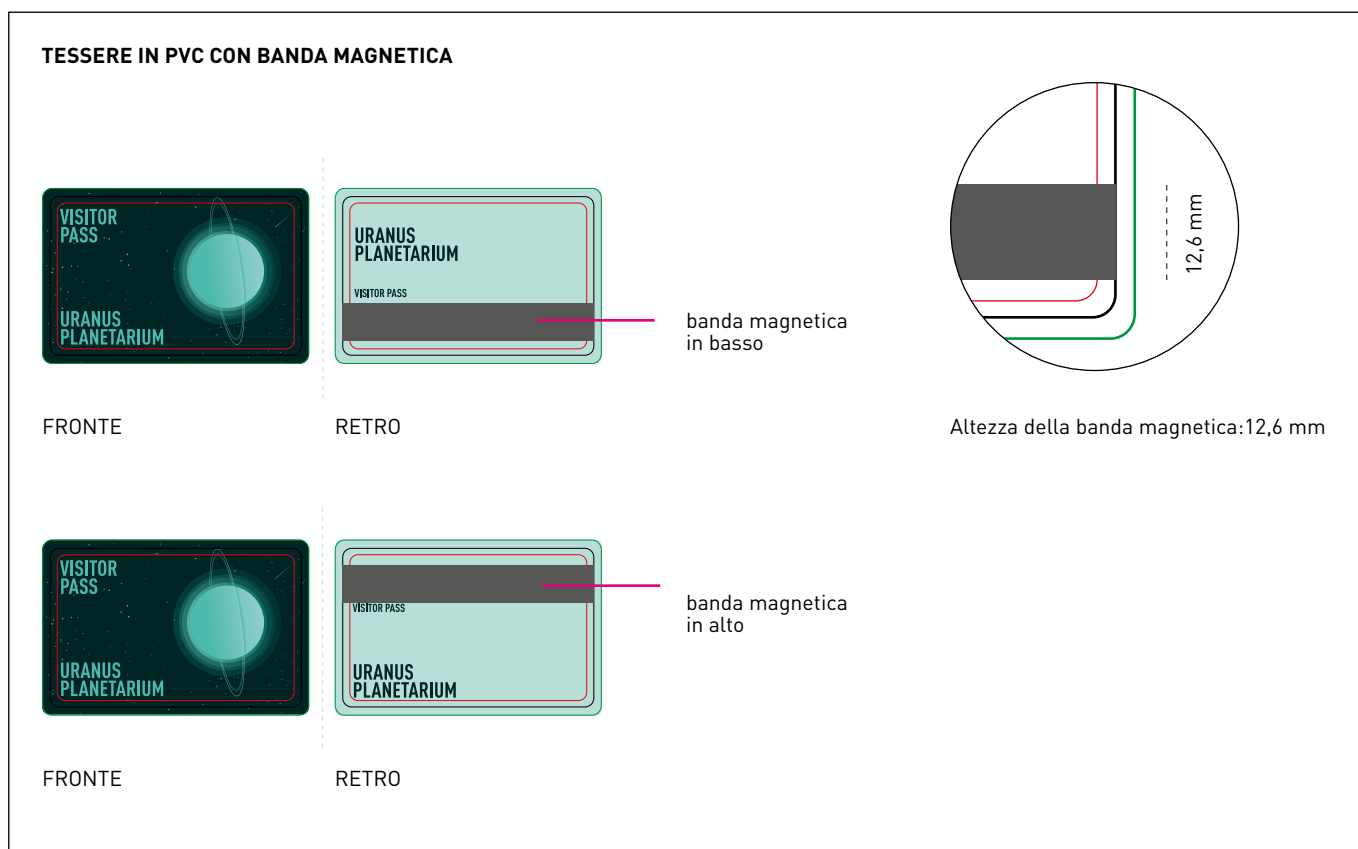 TESSERE IN PVC CON BANDA MAGNETICA
VISITOR
PASS
URANUS
PLANETARIUM
URANUS
PLANETARIUM
VISITOR PASS
banda magnetica
in basso
12,6 mm
FRONTE
RETRO
Altezza della banda magnetica:12,6 mm
VISITOR
PASS
URANUS
PLANETARIUM
VISITOR PASS
URANUS
PLANETARIUM
banda magnetica
in alto
FRONTE
RETRO